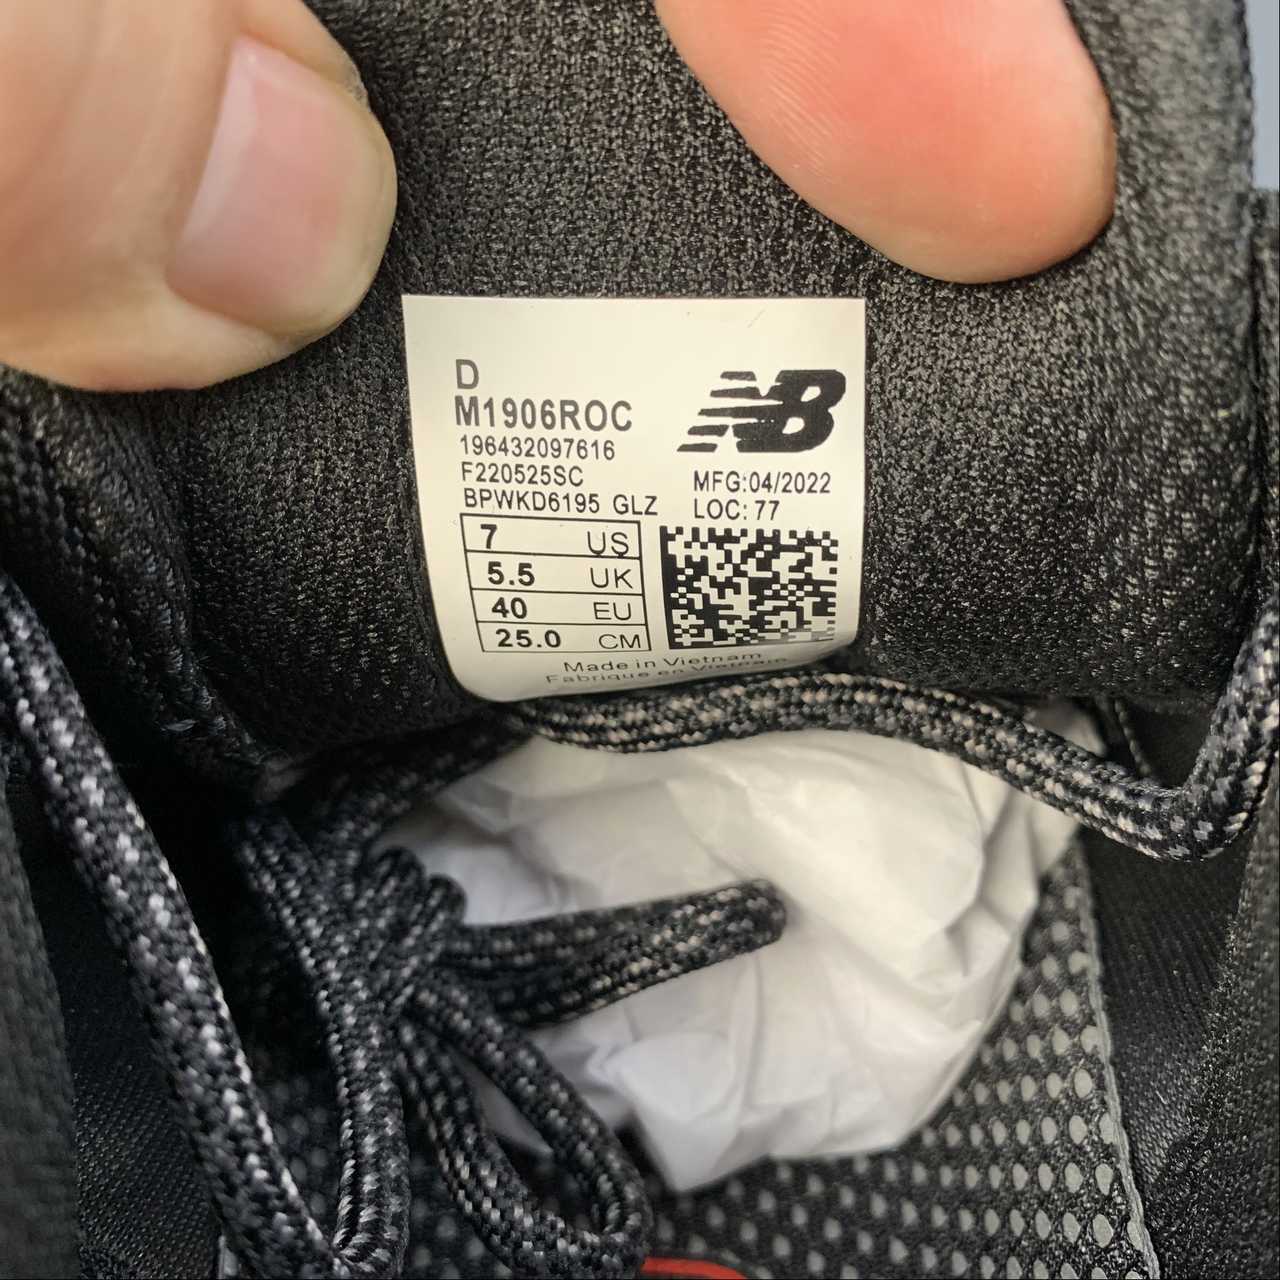 D
M1906ROC
196432097616
F220525SC
BPWKD6195 GLZ
NB
MFG:04/2022
LOC: 77
7 US
5.5 UK
40 EU
25.0 CM
Made in Vietnam
Fabrique en Vietnam